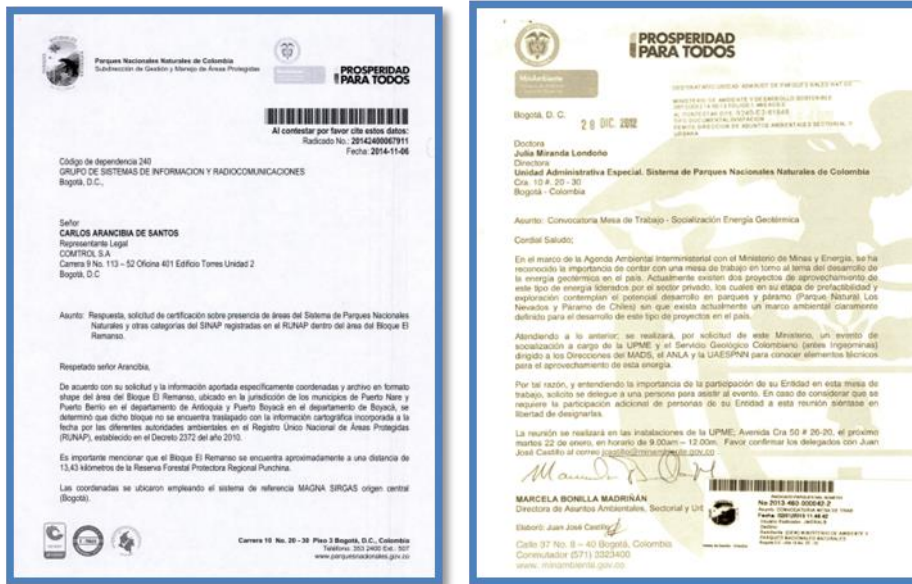 Parques Nacionales Naturales de Colombia
Subdirección de Gestión y Manejo de Áreas Protegidas
PROSPERIDAD
PARA TODOS
Al contestar por favor cite estos datos:
Radicado No.: 20142400067911
Fecha: 2014-11-06
Código de dependencia 240
GRUPO DE SISTEMAS DE INFORMACION Y RADIOCOMUNICACIONES
Bogotá, D.C.,
Señor
CARLOS ARANCIBIA DE SANTOS
Representante Legal
COMTROL S.A
Carrera 9 No. 113 – 52 Oficina 401 Edificio Torres Unidad 2
Bogotá, D.C
Asunto: Respuesta, solicitud de certificación sobre presencia de áreas del Sistema de Parques Nacionales
Naturales y otras categorías del SINAP registradas en el RUNAP dentro del área del Bloque El
Remanso.
Respetado señor Arancibia,
De acuerdo con su solicitud y la información aportada específicamente coordenadas y archivo en formato
shape del área del Bloque El Remanso, ubicado en la jurisdicción de los municipios de Puerto Nare y
Puerto Berrio en el departamento de Antioquia y Puerto Boyacá en el departamento de Boyacá, se
determinó que dicho bloque no se encuentra traslapado con la información cartográfica incorporada a la
fecha por las diferentes autoridades ambientales en el Registro Único Nacional de Áreas Protegidas
(RUNAP), establecido en el Decreto 2372 del año 2010.
Es importante mencionar que el Bloque El Remanso se encuentra aproximadamente a una distancia de
13,43 kilómetros de la Reserva Forestal Protectora Regional Punchina.
Las coordenadas se ubicaron empleando el sistema de referencia MAGNA SIRGAS origen central
(Bogotá).
Carrera 10 No. 20 - 30 Piso 3 Bogotá, D.C., Colombia
Teléfono: 353 2400 Ext.: 507
www.parquesnacionales.gov.co
PROSPERIDAD
PARA TODOS
MinAmbiente
Bogotá, D. C.
28 DIC. 2012
Doctora
Julia Miranda Londoño
Directora
Unidad Administrativa Especial. Sistema de Parques Nacionales Naturales de Colombia
Cra. 10 #. 20 - 30
Bogotá - Colombia
Asunto: Convocatoria Mesa de Trabajo - Socialización Energía Geotérmica
Cordial Saludo;
En el marco de la Agenda Ambiental Interministerial con el Ministerio de Minas y Energía, se ha
reconocido la importancia de contar con una mesa de trabajo en torno al tema del desarrollo de
la energía geotérmica en el país. Actualmente existen dos proyectos de aprovechamiento de
este tipo de energía liderados por el sector privado, los cuales en su etapa de prefactibilidad y
exploración contemplan el potencial desarrollo en parques y páramo (Parque Natural Los
Nevados y Páramo de Chiles) sin que exista actualmente un marco ambiental claramente
definido para el desarrollo de este tipo de proyectos en el país.
Atendiendo a lo anterior, se realizará, por solicitud de este Ministerio, un evento de
socialización a cargo de la UPME y el Servicio Geológico Colombiano (antes Ingeominas)
dirigido a los Direcciones del MADS, el ANLA y la UAESPNN para conocer elementos técnicos
para el aprovechamiento de esta energía.
Por tal razón, y entendiendo la importancia de la participación de su Entidad en esta mesa de
trabajo, solicito se delegue a una persona para asistir al evento. En caso de considerar que se
requiere la participación adicional de personas de su Entidad a esta reunión siéntase en
libertad de designarlas.
La reunión se realizará en las instalaciones de la UPME; Avenida Cra 50 # 26-20, el próximo
martes 22 de enero, en horario de 9.00am – 12.00m. Favor confirmar los delegados con Juan
José Castillo al correo jcastillo@minambiente.gov.co
MARCELA BONILLA MADRIÑÁN
Directora de Asuntos Ambientales, Sectorial y Urb
Elaboró: Juan José Castillo
Calle 37 No. 8 – 40 Bogotá, Colombia
Conmutador (571) 3323400
www.minambiente.gov.co
No 2013-460-000042-2